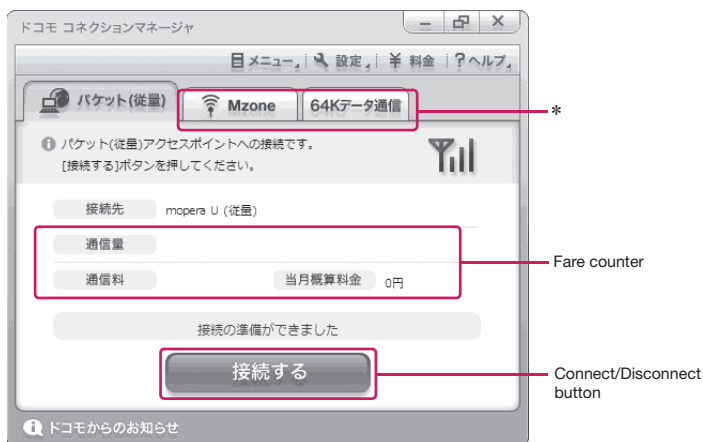 ドコモ コネクションマネージャ
メニュー 設定 ¥ 料金 ? ヘルプ
パケット(従量) Mzone 64Kデータ通信
*
パケット(従量)アクセスポイントへの接続です。
[接続する]ボタンを押してください。
接続先 mopera U (従量)
通信量
Fare counter
通信料 当月概算料金 0円
接続の準備ができました
接続する
Connect/Disconnect
button
ドコモからのお知らせ